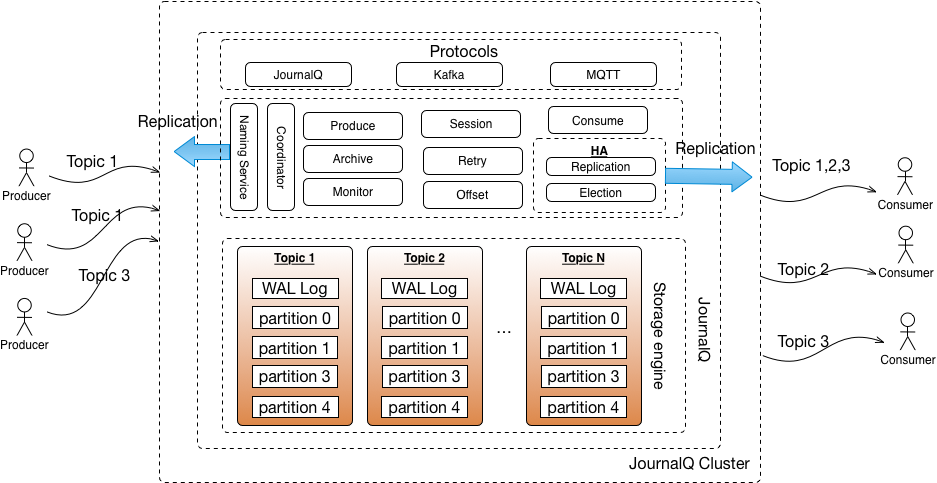 Protocols
JournalQ
Kafka
MQTT
Replication
Naming Service
Coordinator
Produce
Archive
Monitor
Session
Retry
Offset
Consume
HA
Replication
Election
Replication
Topic 1
Producer
Topic 1
Producer
Topic 3
Producer
Topic 1,2,3
Consumer
Topic 2
Consumer
Topic 3
Consumer
Topic 1
WAL Log
partition 0
partition 1
partition 3
partition 4
Topic 2
WAL Log
partition 0
partition 1
partition 3
partition 4
...
Topic N
WAL Log
partition 0
partition 1
partition 3
partition 4
Storage engine
JournalQ
JournalQ Cluster